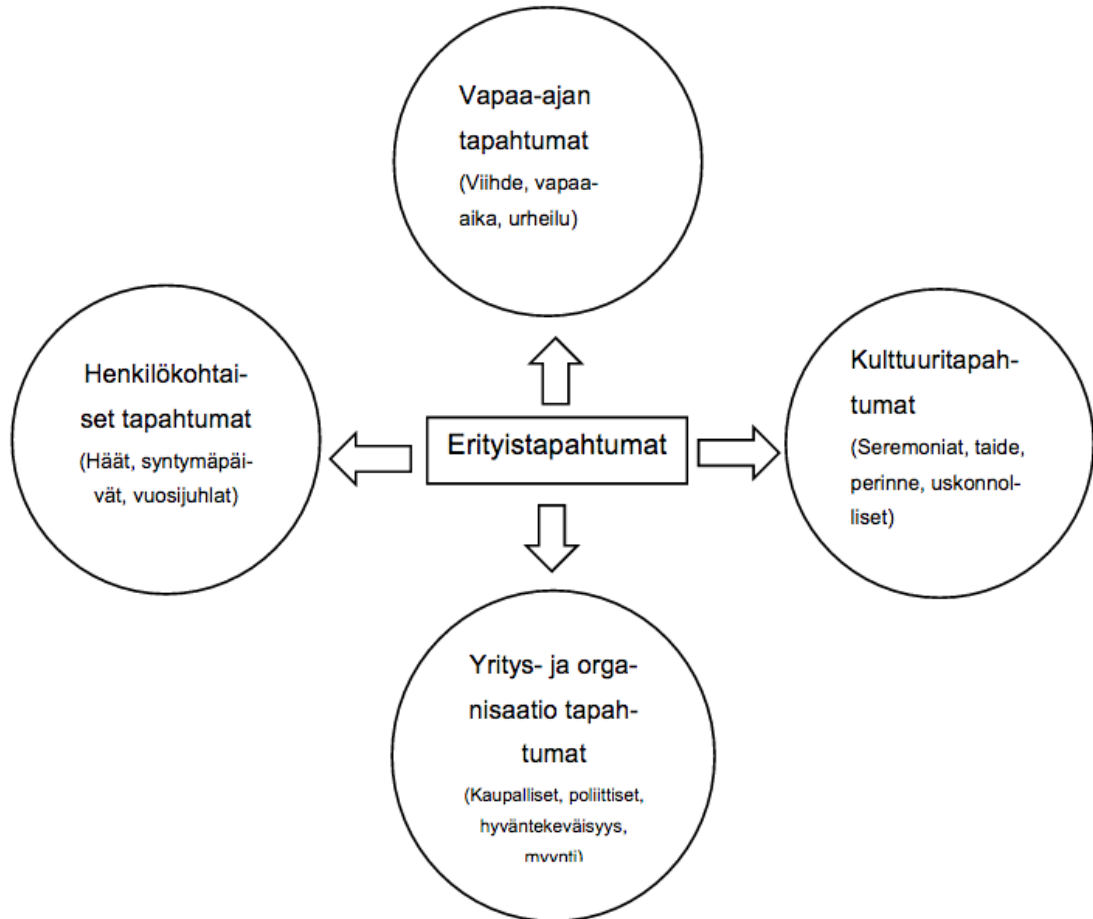 Vapaa-ajan
tapahtumat
(Viihde, vapaa-
aika, urheilu)
Henkilökohtai-
set tapahtumat
(Häät, syntymäpäi-
vät, vuosijuhlat)
Erityistapahtumat
Kulttuuritapah-
tumat
(Seremoniat, taide,
perinne, uskonnol-
liset)
Yritys- ja orga-
nisaatio tapah-
tumat
(Kaupalliset, poliittiset,
hyväntekeväisyys,
myynti)